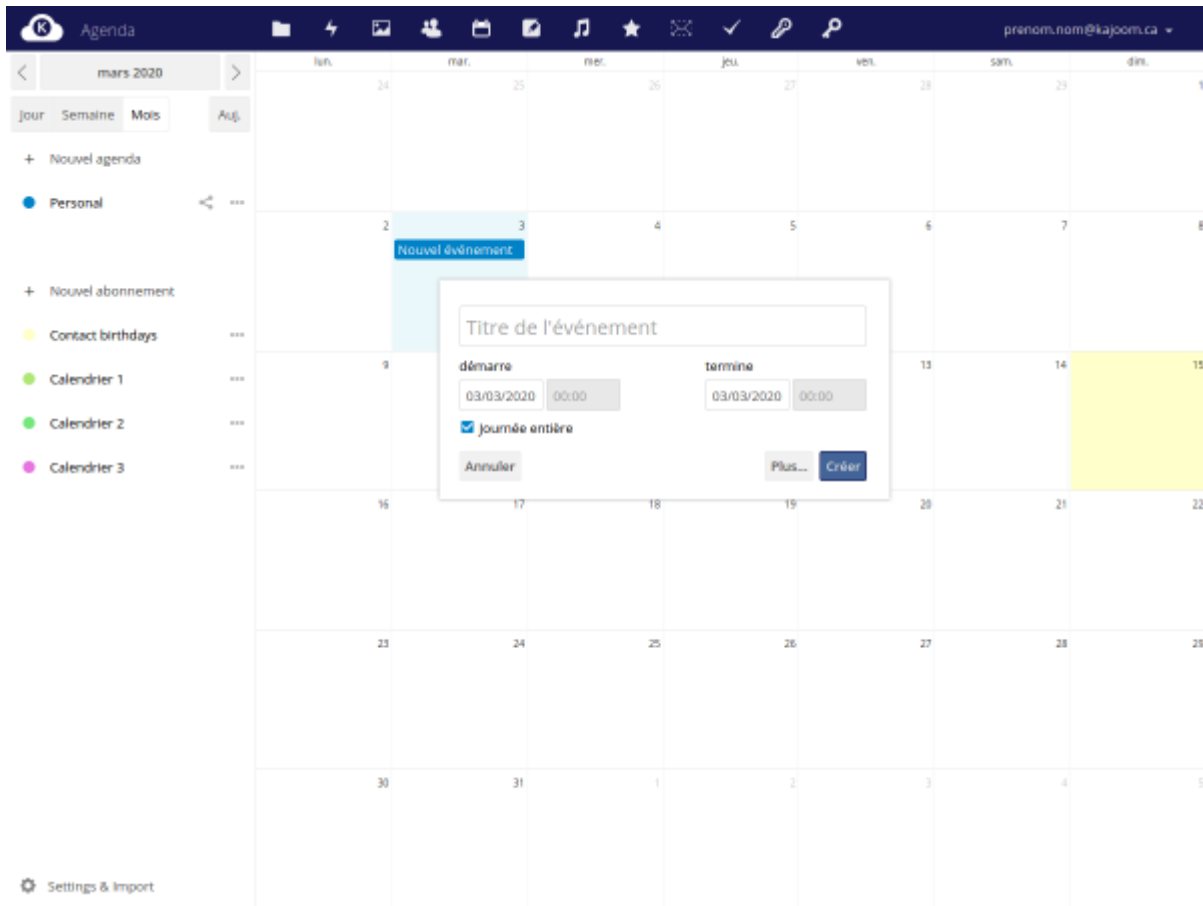 K Agenda prenom.nom@kajoom.ca
mars 2020
Jour Semaine Mois Auj.
+ Nouvel agenda
Personal
+ Nouvel abonnement
Contact birthdays
Calendrier 1
Calendrier 2
Calendrier 3
Settings & Import
lun. mar. mer. jeu. ven. sam. dim.
24 25 26 27 28 29 1
2 3 4 5 6 7 8
Nouvel événement
Titre de l'événement
démarre termine
03/03/2020 00:00 03/03/2020 00:00
Journée entière
Annuler Plus... Créer
9 13 14 15
16 17 18 19 20 21 22
23 24 25 26 27 28 29
30 31 1 2 3 4 5